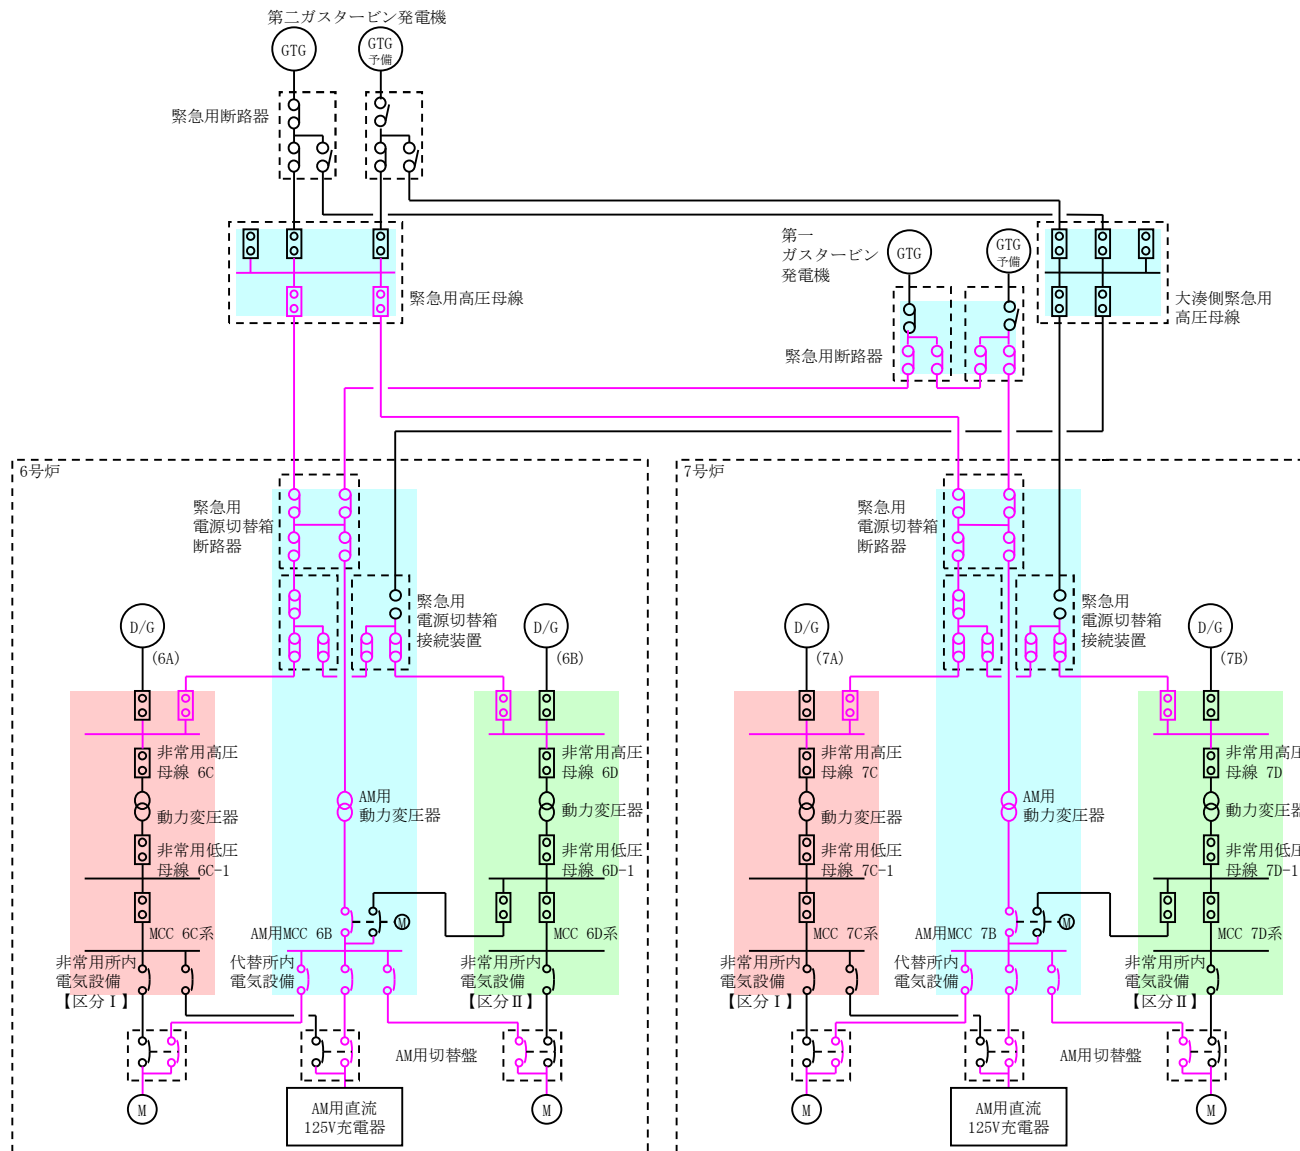 第二ガスタービン発電機
GTG
GTG
予備
緊急用断路器
緊急用高圧母線
第一
ガスタービン
発電機
GTG
GTG
予備
緊急用断路器
大湊側緊急用
高圧母線
6号炉
緊急用
電源切替箱
断路器
緊急用
電源切替箱
接続装置
D/G
(6A)
D/G
(6B)
非常用高圧
母線 6C
動力変圧器
非常用低圧
母線 6C-1
MCC 6C系
非常用所内
電気設備
【区分Ⅰ】
AM用
動力変圧器
AM用MCC 6B
M
代替所内
電気設備
非常用高圧
母線 6D
動力変圧器
非常用低圧
母線 6D-1
MCC 6D系
非常用所内
電気設備
【区分Ⅱ】
AM用切替盤
M
AM用直流
125V充電器
M
7号炉
緊急用
電源切替箱
断路器
緊急用
電源切替箱
接続装置
D/G
(7A)
D/G
(7B)
非常用高圧
母線 7C
動力変圧器
非常用低圧
母線 7C-1
MCC 7C系
非常用所内
電気設備
【区分Ⅰ】
AM用
動力変圧器
AM用MCC 7B
M
代替所内
電気設備
非常用高圧
母線 7D
動力変圧器
非常用低圧
母線 7D-1
MCC 7D系
非常用所内
電気設備
【区分Ⅱ】
AM用切替盤
M
AM用直流
125V充電器
M